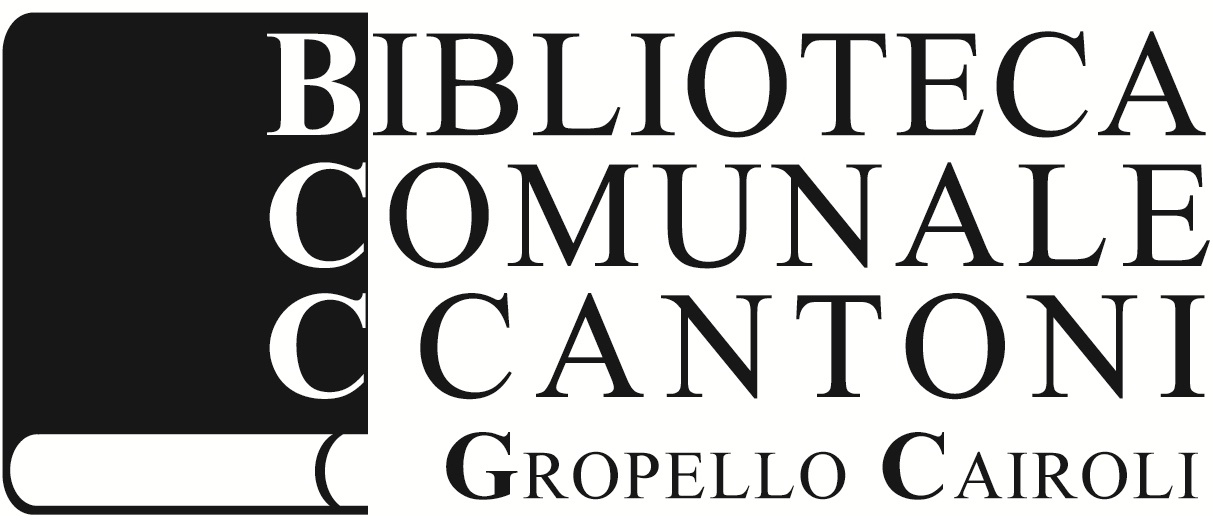 BIBLIOTECA
COMUNALE
C CANTONI
GROPELLO CAIROLI